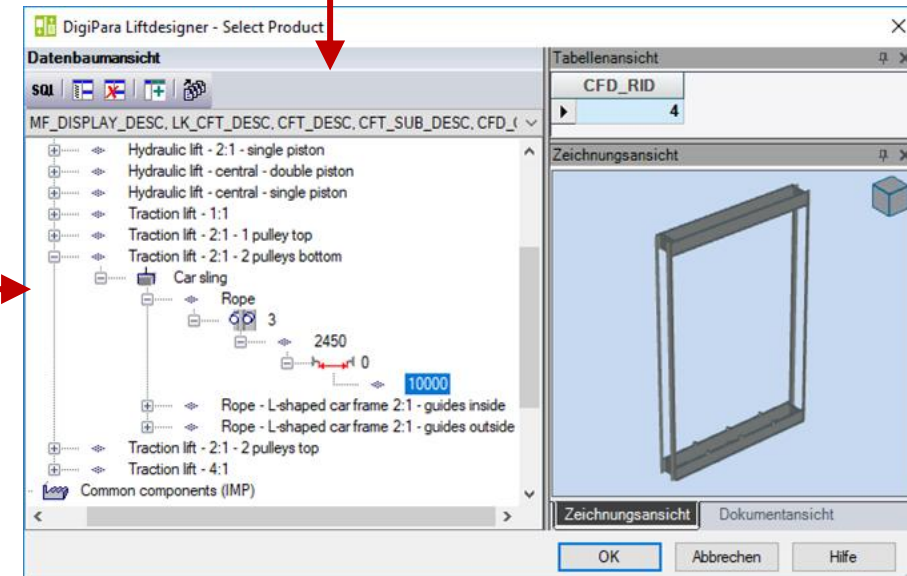 DigiPara Liftdesigner - Select Product
Datenbaumansicht
SQL
MF_DISPLAY_DESC, LK_CFT_DESC, CFT_DESC, CFT_SUB_DESC, CFD_(
Hydraulic lift - 2:1 - single piston
Hydraulic lift - central - double piston
Hydraulic lift - central - single piston
Traction lift - 1:1
Traction lift - 2:1 - 1 pulley top
Traction lift - 2:1 - 2 pulleys bottom
Car sling
Rope
3
2450
0
10000
Rope - L-shaped car frame 2:1 - guides inside
Rope - L-shaped car frame 2:1 - guides outside
Traction lift - 2:1 - 2 pulleys top
Traction lift - 4:1
Common components (IMP)
Tabellenansicht
CFD_RID
4
Zeichnungsansicht
Zeichnungsansicht Dokumentansicht
OK Abbrechen Hilfe